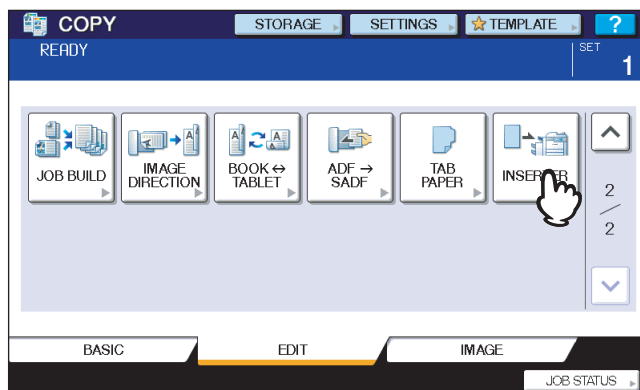 COPY
STORAGE
SETTINGS
TEMPLATE
?
READY
SET
1
JOB BUILD
IMAGE
DIRECTION
BOOK ↔
TABLET
ADF →
SADF
TAB
PAPER
INSERTER
2
2
BASIC
EDIT
IMAGE
JOB STATUS